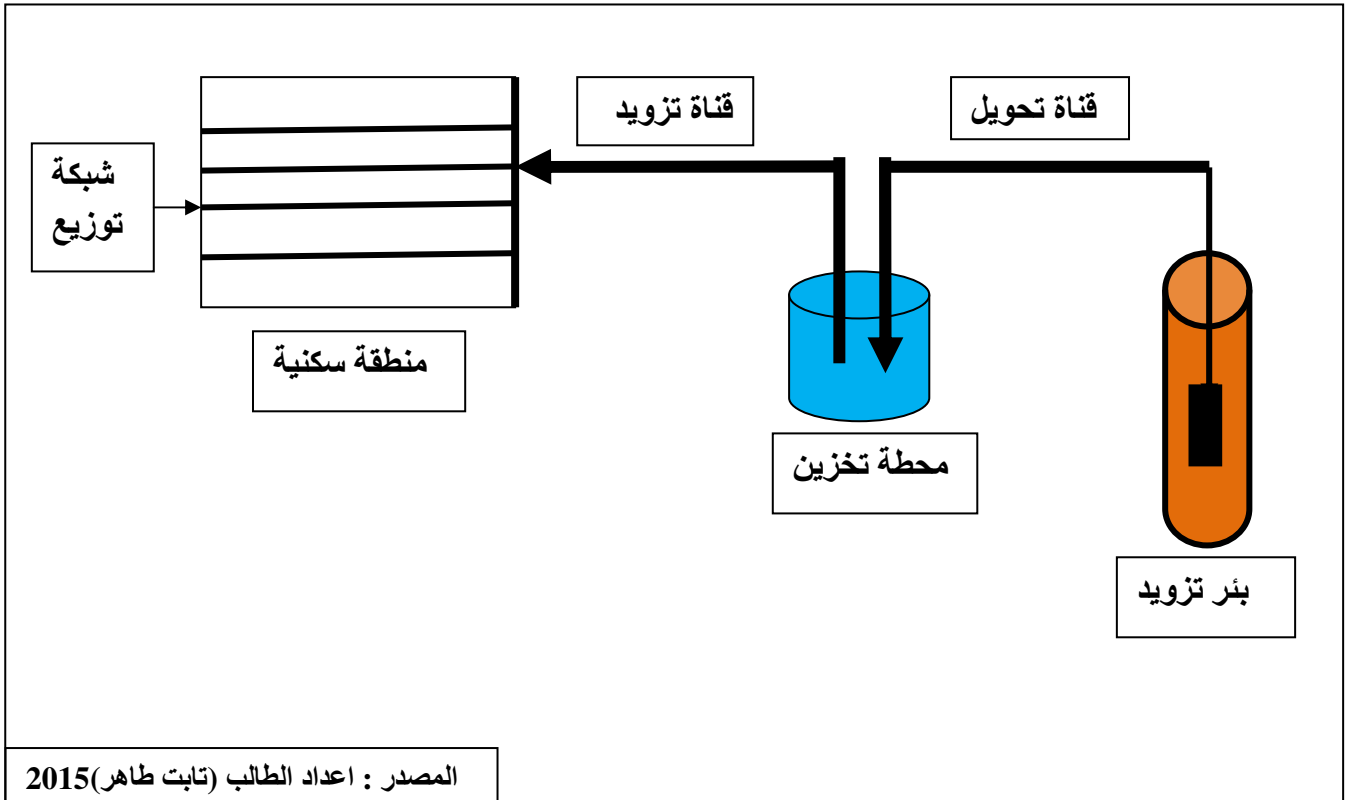 قناة تحويل
قناة تزويد
شبكة
توزيع
منطقة سكنية
محطة تخزين
بئر تزويد
المصدر : اعداد الطالب (تابت طاهر)2015